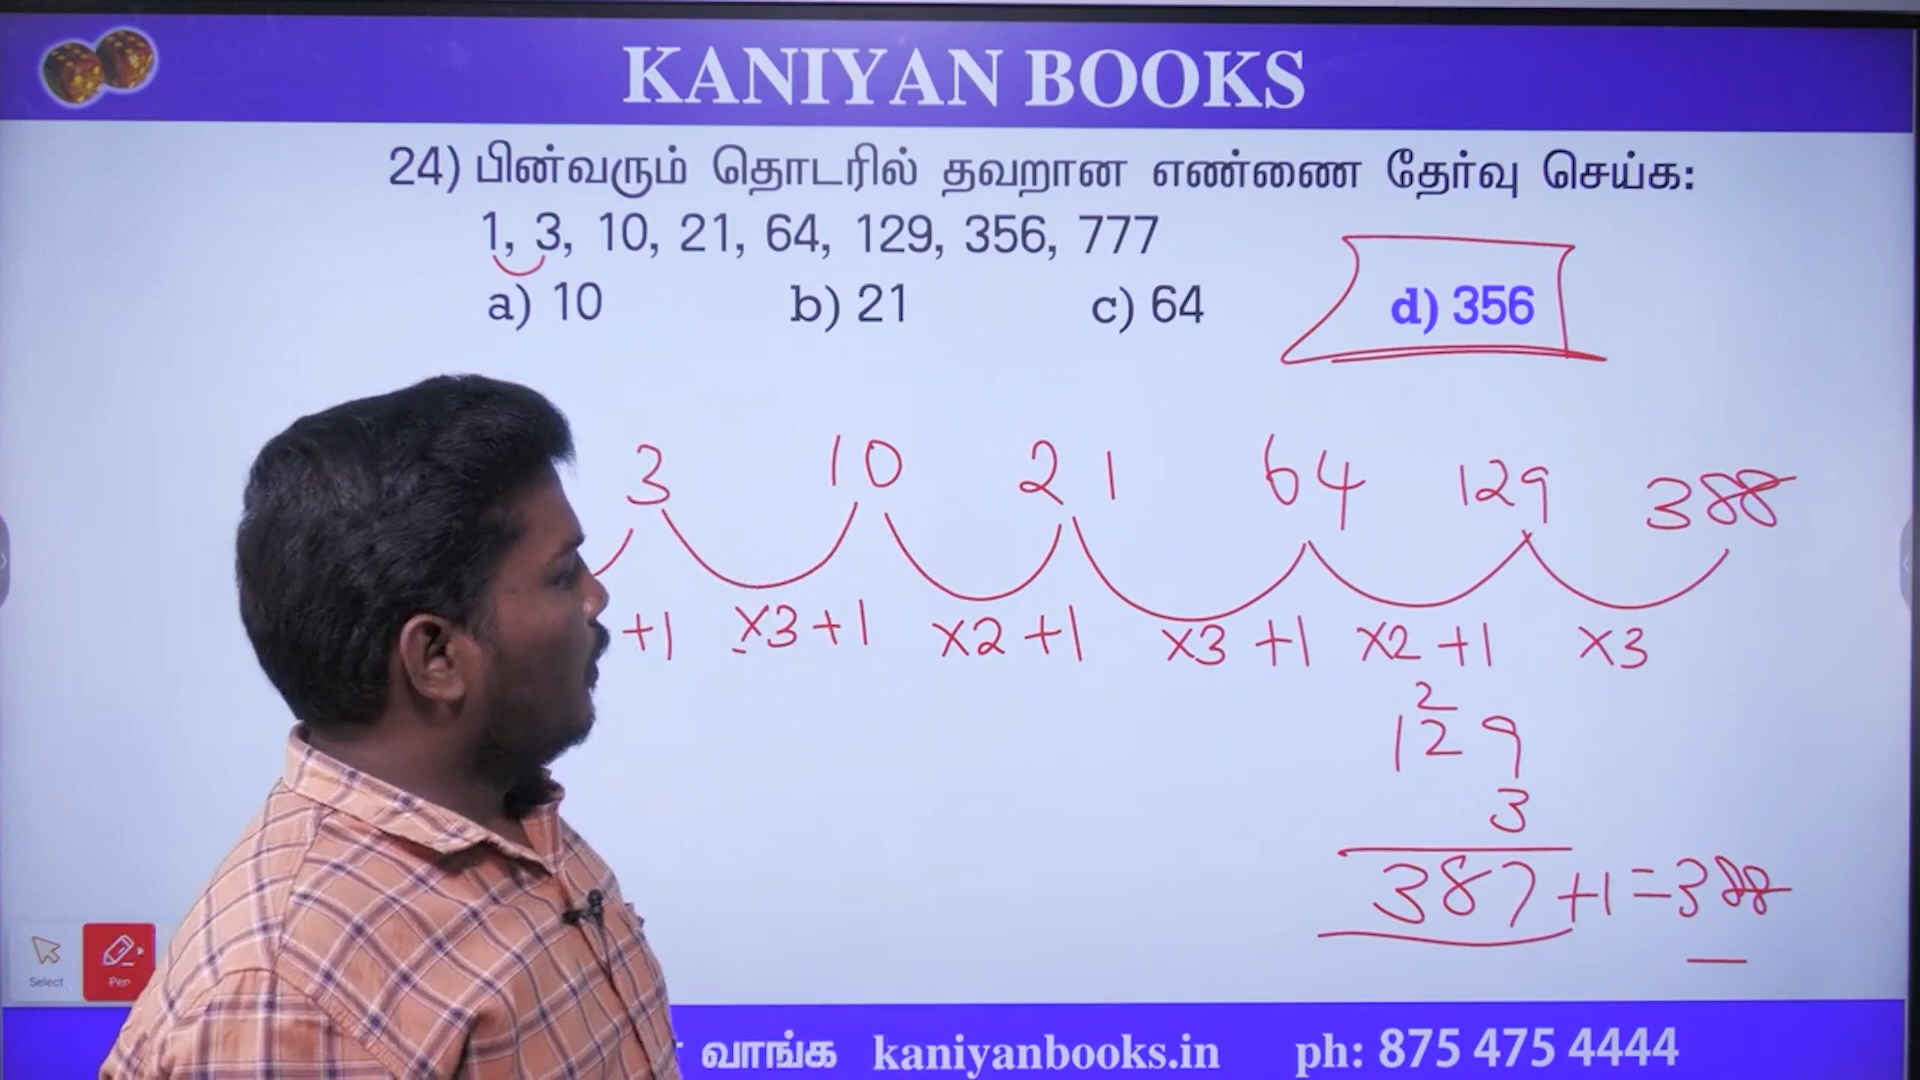 KANIYAN BOOKS
24) பின்வரும் தொடரில் தவறான எண்ணை தேர்வு செய்க:
1, 3, 10, 21, 64, 129, 356, 777
a) 10 b) 21 c) 64 d) 356
3 10 21 64 129 388
+1 x3+1 x2+1 x3+1 x2+1 x3
2
129
3
387+1=388
Select Pen
வாங்க kaniyanbooks.in ph: 875 475 4444